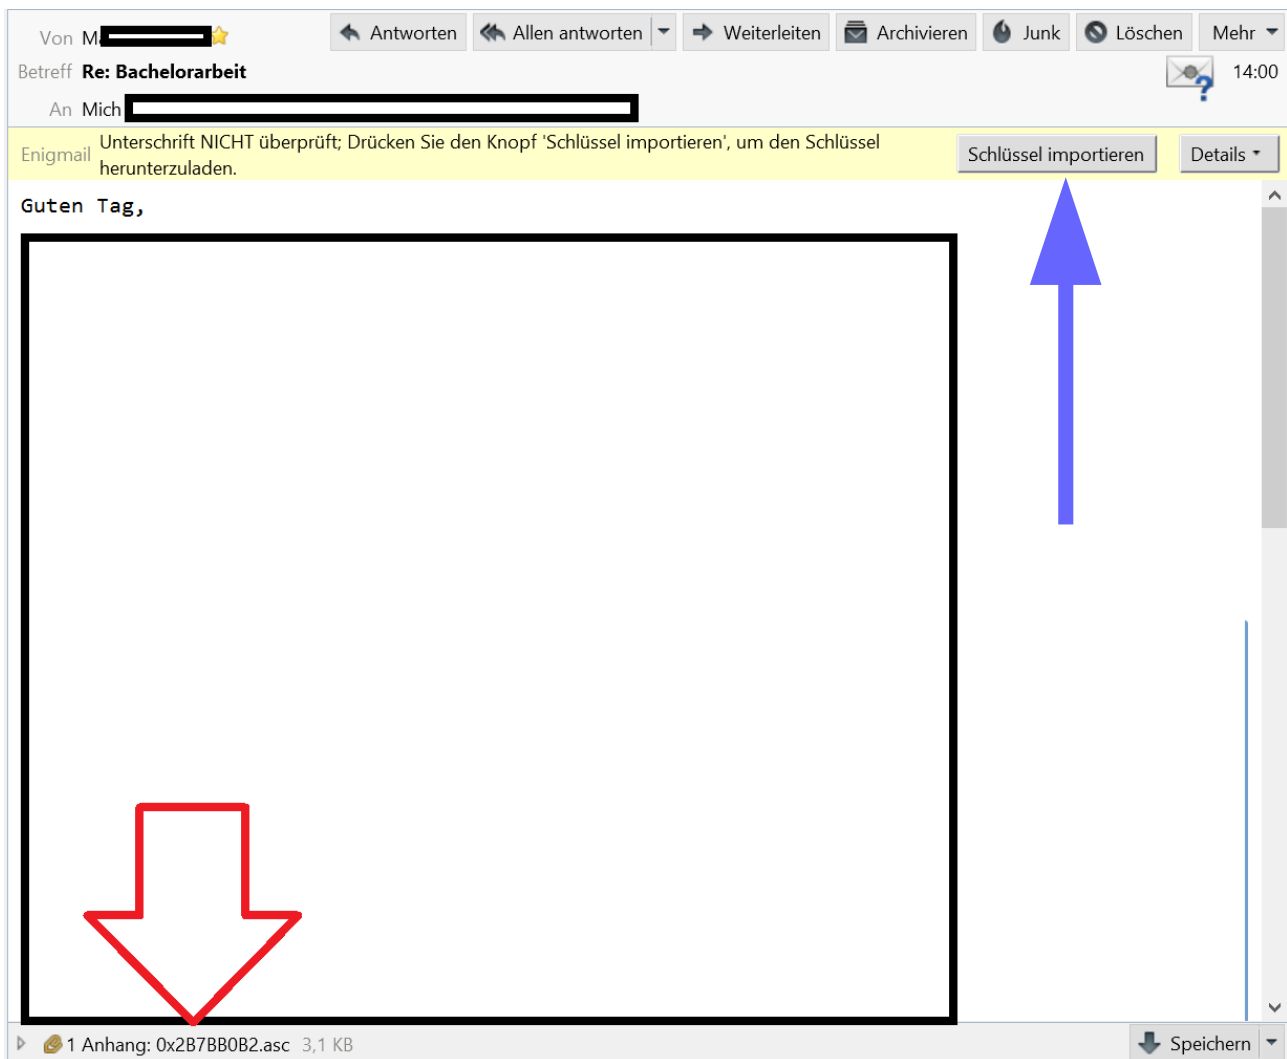 Von M
Antworten Allen antworten Weiterleiten Archivieren Junk Löschen Mehr
Betreff Re: Bachelorarbeit 14:00
An Mich
Enigmail Unterschrift NICHT überprüft; Drücken Sie den Knopf 'Schlüssel importieren', um den Schlüssel
herunterzuladen.
Schlüssel importieren Details
Guten Tag,
1 Anhang: 0x2B7BB0B2.asc 3,1 KB Speichern